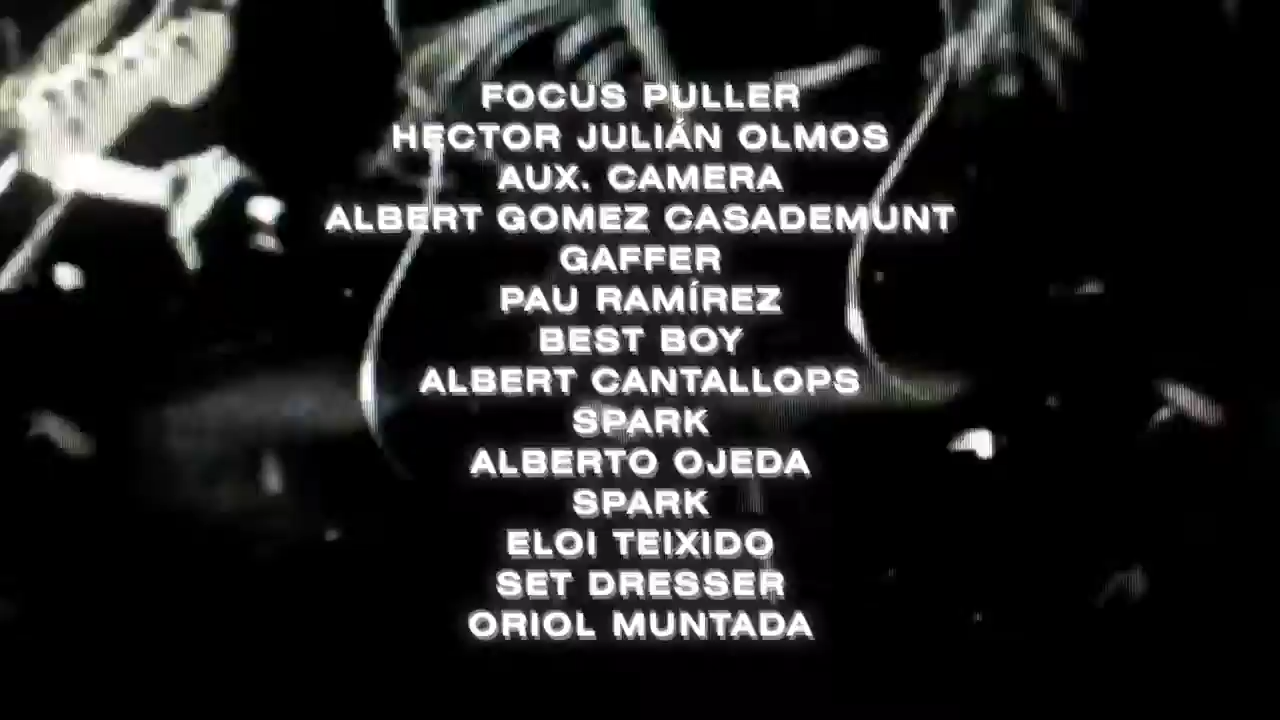 FOCUS PULLER
HECTOR JULIÁN OLMOS
AUX. CAMERA
ALBERT GOMEZ CASADEMUNT
GAFFER
PAU RAMÍREZ
BEST BOY
ALBERT CANTALLOPS
SPARK
ALBERTO OJEDA
SPARK
ELOI TEIXIDO
SET DRESSER
ORIOL MUNTADA